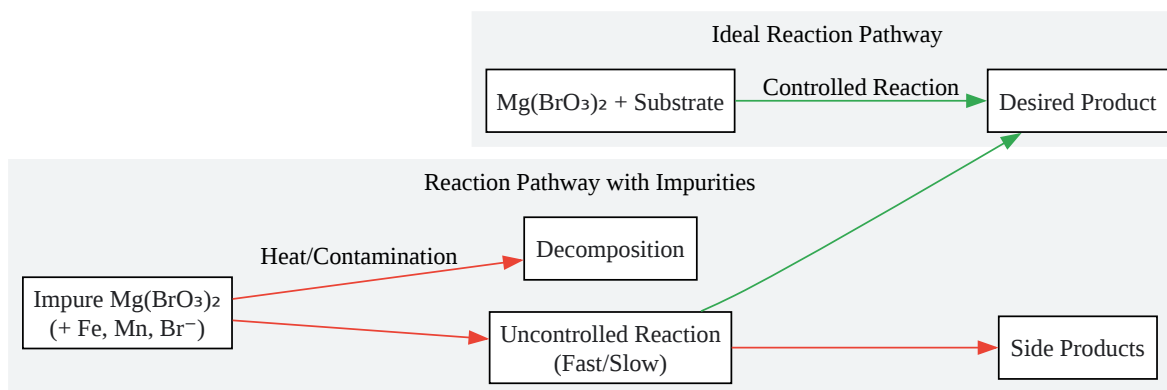 Ideal Reaction Pathway
Mg(BrO₃)₂ + Substrate
Controlled Reaction
Desired Product
Reaction Pathway with Impurities
Heat/Contamination
Decomposition
Impure Mg(BrO₃)₂
(+ Fe, Mn, Br⁻)
Uncontrolled Reaction
(Fast/Slow)
Side Products